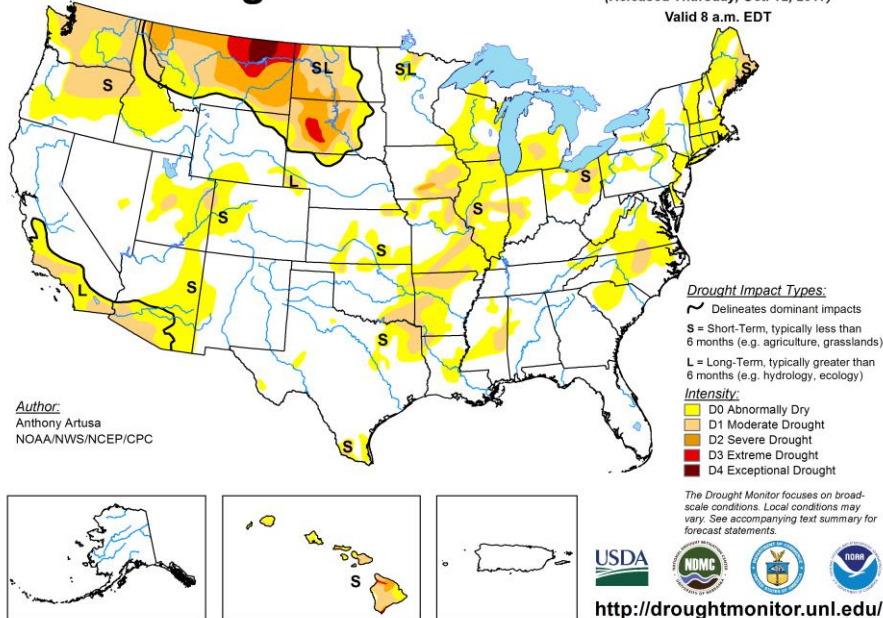 Valid 8 a.m. EDT
S
SL
SL
S
L
S
S
S
S
L
S
S
S
S
Drought Impact Types:
Delineates dominant impacts
S = Short-Term, typically less than
6 months (e.g. agriculture, grasslands)
L = Long-Term, typically greater than
6 months (e.g. hydrology, ecology)
Intensity:
D0 Abnormally Dry
D1 Moderate Drought
D2 Severe Drought
D3 Extreme Drought
D4 Exceptional Drought
Author:
Anthony Artusa
NOAA/NWS/NCEP/CPC
The Drought Monitor focuses on broad-
scale conditions. Local conditions may
vary. See accompanying text summary for
forecast statements.
S
USDA
NDMC
NOAA
http://droughtmonitor.unl.edu/